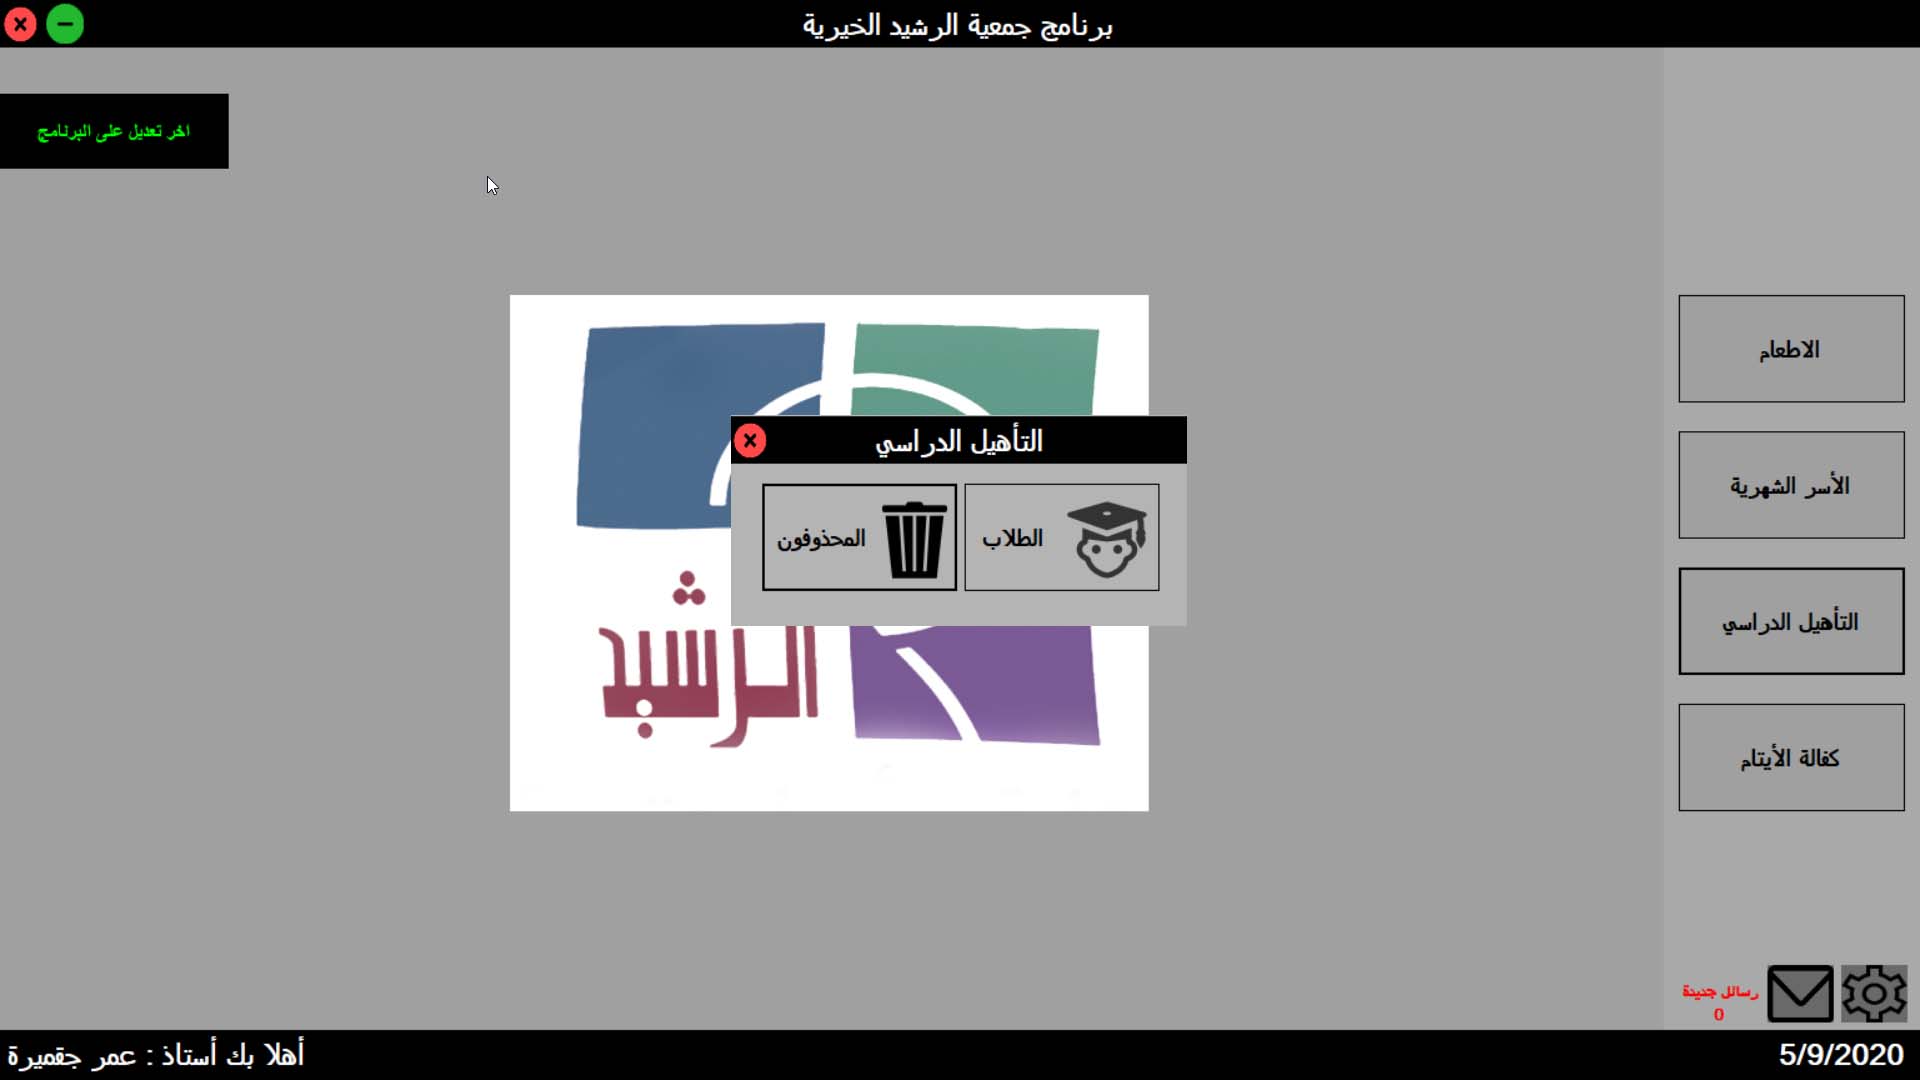 برنامج جمعية الرشيد الخيرية
اخر تعديل على البرنامج
الاطعام
الأسر الشهرية
التأهيل الدراسي
كفالة الأيتام
التأهيل الدراسي
الطلاب
المحذوفون
الرشيد
رسائل جديدة
0
أهلا بك أستاذ : عمر جقميرة
5/9/2020